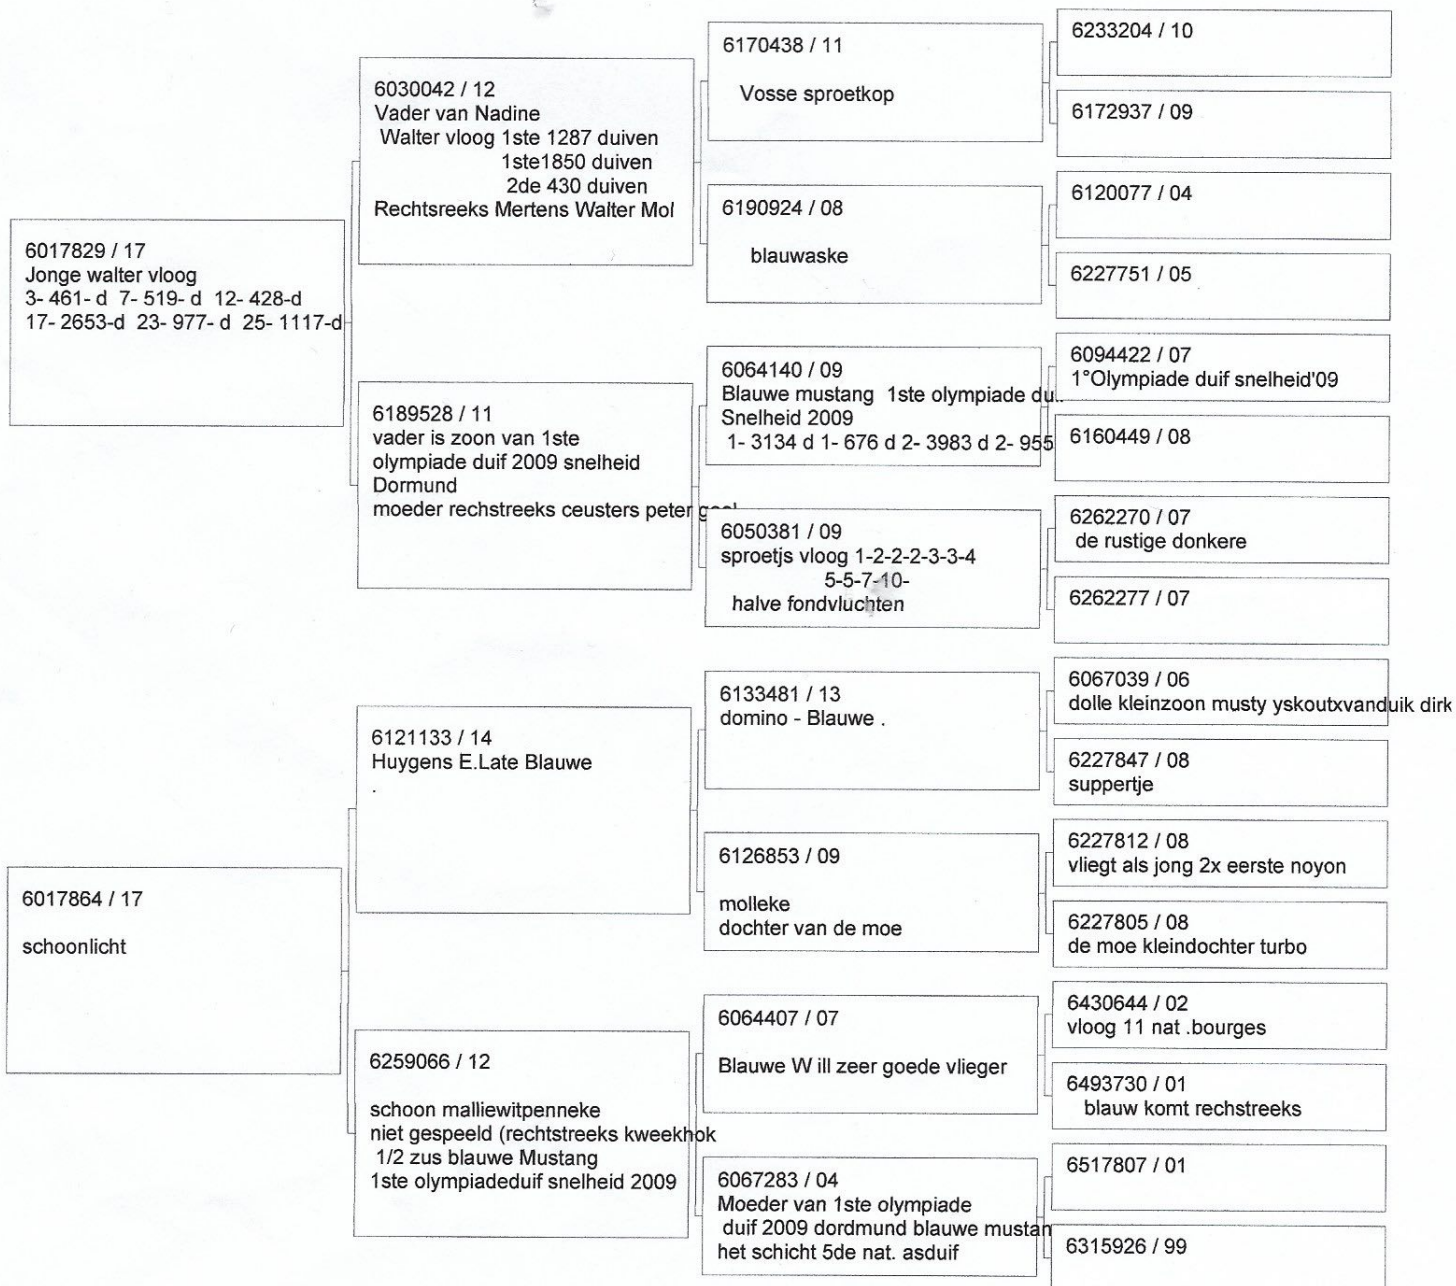 6017829 / 17
Jonge walter vloog
3- 461- d 7- 519- d 12- 428-d
17- 2653-d 23- 977- d 25- 1117-d
6017864 / 17
schoonlicht
6030042 / 12
Vader van Nadine
Walter vloog 1ste 1287 duiven
1ste1850 duiven
2de 430 duiven
Rechtsreeks Mertens Walter Mol
6189528 / 11
vader is zoon van 1ste
olympiade duif 2009 snelheid
Dormund
moeder rechstreeks ceusters peter
6121133 / 14
Huygens E.Late Blauwe
.
6259066 / 12
schoon malliewitpenneke
niet gespeeld (rechtstreeks kweekhok
1/2 zus blauwe Mustang
1ste olympiadeduif snelheid 2009
6170438 / 11
Vosse sproetkop
6190924 / 08
blauwaske
6064140 / 09
Blauwe mustang 1ste olympiade
Snelheid 2009
1- 3134 d 1- 676 d 2- 3983 d 2- 955
6050381 / 09
sproetjs vloog 1-2-2-2-3-3-4
5-5-7-10-
halve fondvluchten
6133481 / 13
domino - Blauwe .
6126853 / 09
molleke
dochter van de moe
6064407 / 07
Blauwe W ill zeer goede vlieger
6067283 / 04
Moeder van 1ste olympiade
duif 2009 dordmund blauwe mustan
het schicht 5de nat. asduif
6233204 / 10
6172937 / 09
6120077 / 04
6227751 / 05
6094422 / 07
1°Olympiade duif snelheid'09
6160449 / 08
6262270 / 07
de rustige donkere
6262277 / 07
6067039 / 06
dolle kleinzoon musty yskoutxvanduik dirk
6227847 / 08
suppertje
6227812 / 08
vliegt als jong 2x eerste noyon
6227805 / 08
de moe kleindochter turbo
6430644 / 02
vloog 11 nat .bourges
6493730 / 01
blauw komt rechstreeks
6517807 / 01
6315926 / 99